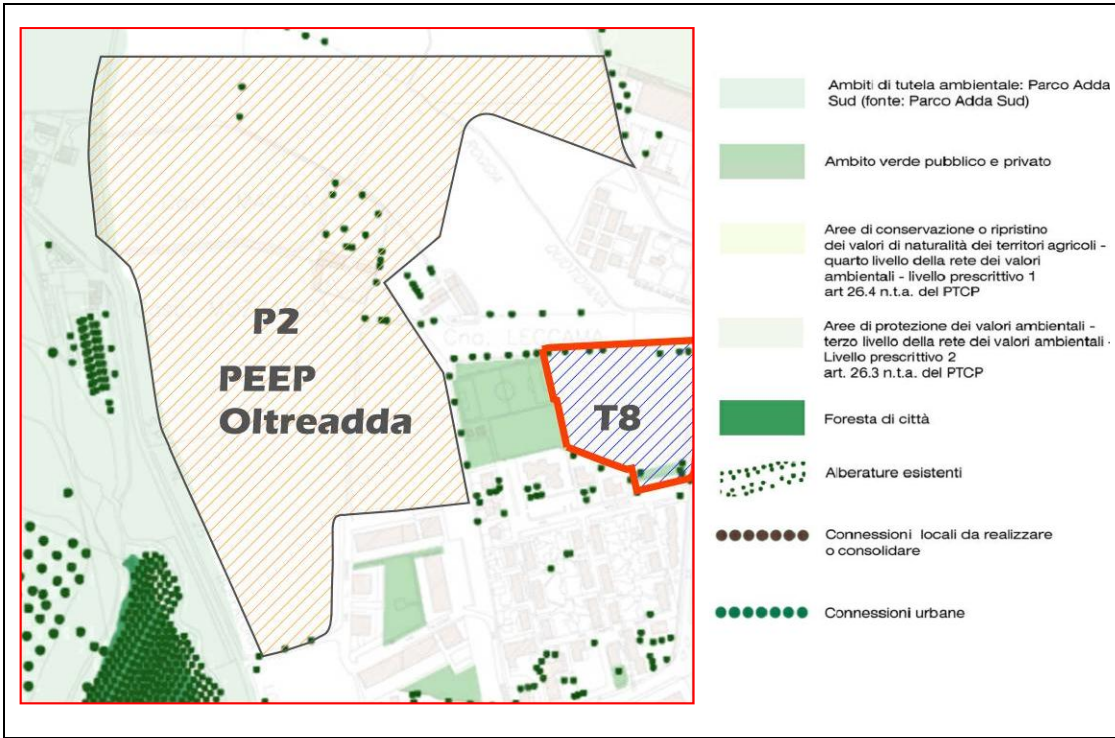 P2
PEEP
Oltreadda
T8
Cna. LEGGAMA
Ambiti di tutela ambientale: Parco Adda
Sud (fonte: Parco Adda Sud)
Ambito verde pubblico e privato
Aree di conservazione o ripristino
dei valori di naturalità dei territori agricoli -
quarto livello della rete dei valori
ambientali - livello prescrittivo 1
art 26.4 n.t.a. del PTCP
Aree di protezione dei valori ambientali -
terzo livello della rete dei valori ambientali -
Livello prescrittivo 2
art. 26.3 n.t.a. del PTCP
Foresta di città
Alberature esistenti
Connessioni locali da realizzare
o consolidare
Connessioni urbane